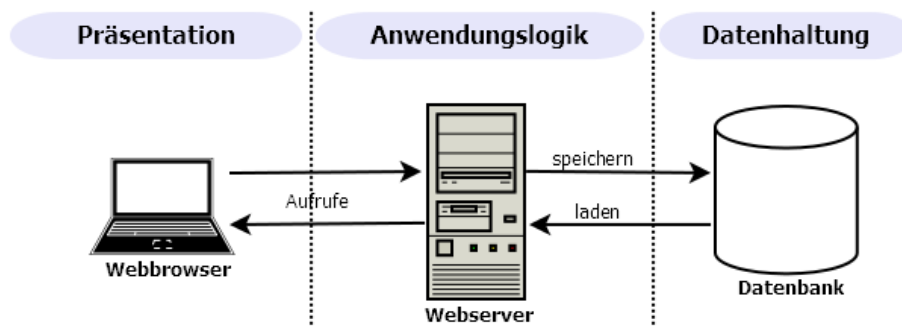 Präsentation
Anwendungslogik
Datenhaltung
speichern
Aufrufe
laden
Webbrowser
Datenbank
Webserver